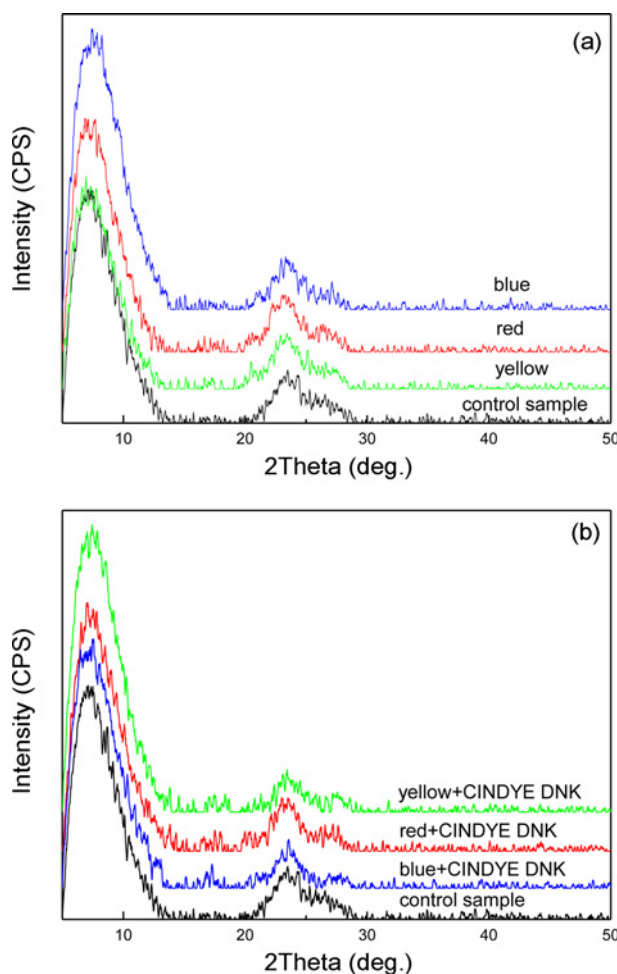 (a)
Intensity (CPS)
blue
red
yellow
control sample
10 20 30 40 50
2Theta (deg.)
(b)
Intensity (CPS)
yellow+CINDYE DNK
red+CINDYE DNK
blue+CINDYE DNK
control sample
10 20 30 40 50
2Theta (deg.)